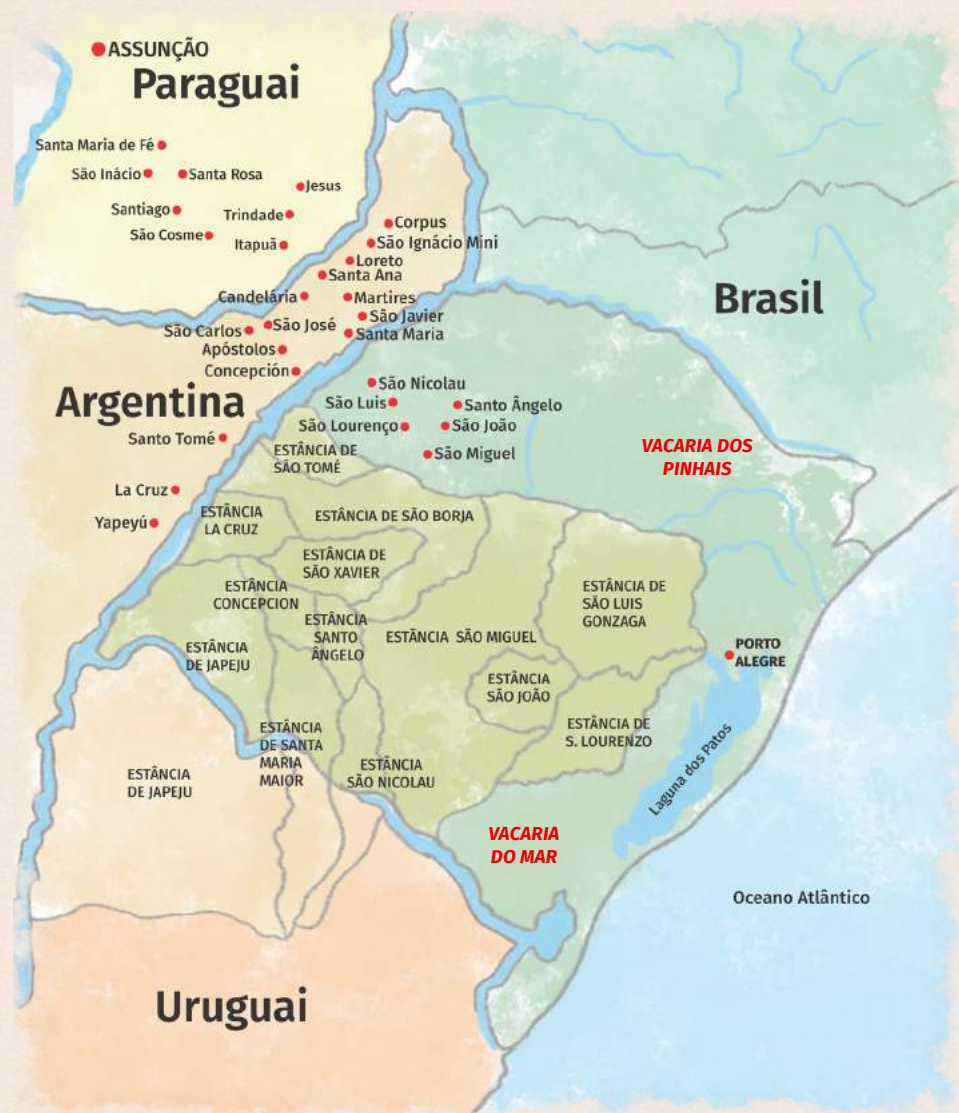 ASSUNÇÃO
Paraguai
Santa Maria de Fé
São Inácio
Santa Rosa
Jesus
Santiago
Trindade
São Cosme
Itapuã
Corpus
São Ignácio Mini
Loreto
Santa Ana
Candelária
Martires
São Javier
São Carlos
São José
Santa Maria
Apóstolos
Concepción
Brasil
Argentina
São Nicolau
São Luis
Santo Ângelo
São Lourenço
São João
São Miguel
Santo Tomé
La Cruz
Yapeyú
VACARIA DOS
PINHAIS
ESTÂNCIA DE
SÃO TOMÉ
ESTÂNCIA
LA CRUZ
ESTÂNCIA DE SÃO BORJA
ESTÂNCIA DE
SÃO XAVIER
ESTÂNCIA
CONCEPCION
ESTÂNCIA
SANTO
ÂNGELO
ESTÂNCIA SÃO MIGUEL
ESTÂNCIA DE
SÃO LUIS
GONZAGA
ESTÂNCIA
DE JAPEJU
ESTÂNCIA
SÃO JOÃO
PORTO
ALEGRE
ESTÂNCIA DE
S. LOURENZO
ESTÂNCIA
DE SANTA
MARIA
MAIOR
ESTÂNCIA
SÃO NICOLAU
ESTÂNCIA
DE JAPEJU
Laguna dos Patos
VACARIA
DO MAR
Oceano Atlântico
Uruguai